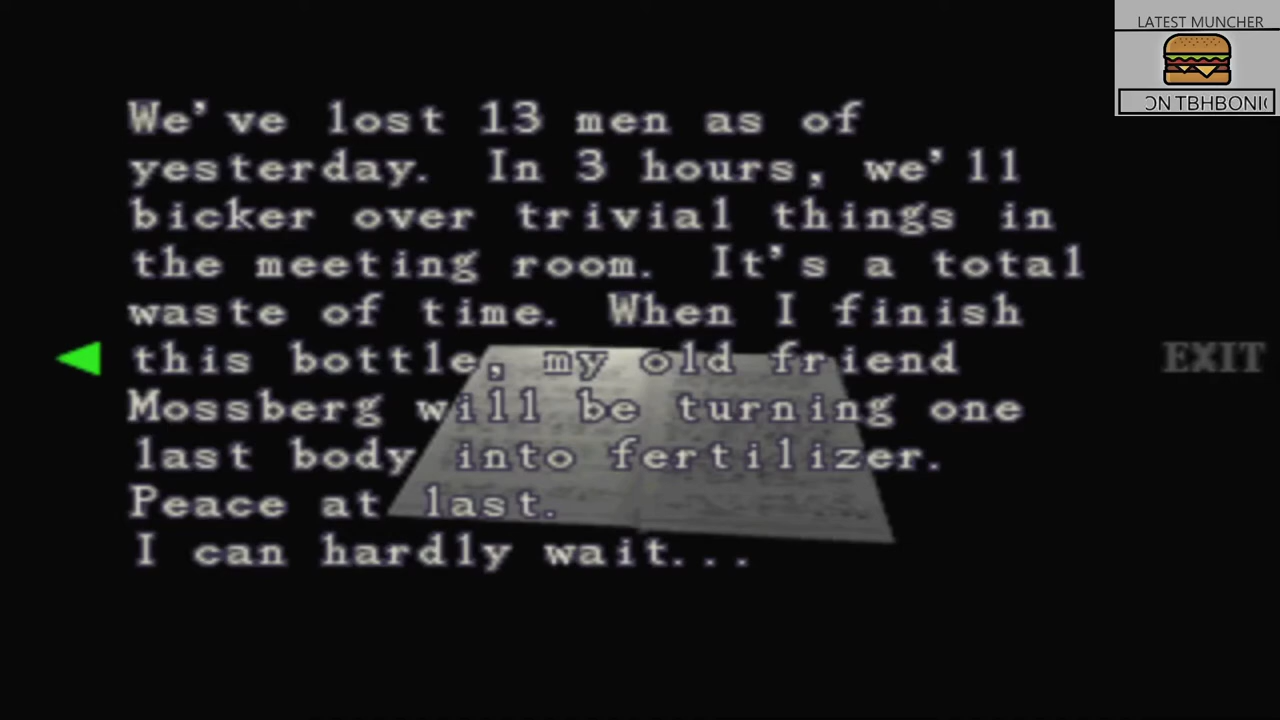 LATEST MUNCHER
ON TBHBONI
We've lost 13 men as of
yesterday. In 3 hours, we'll
bicker over trivial things in
the meeting room. It's a total
waste of time. When I finish
this bottle, my old friend
EXIT
Mossberg will be turning one
last body into fertilizer.
Peace at last.
I can hardly wait...